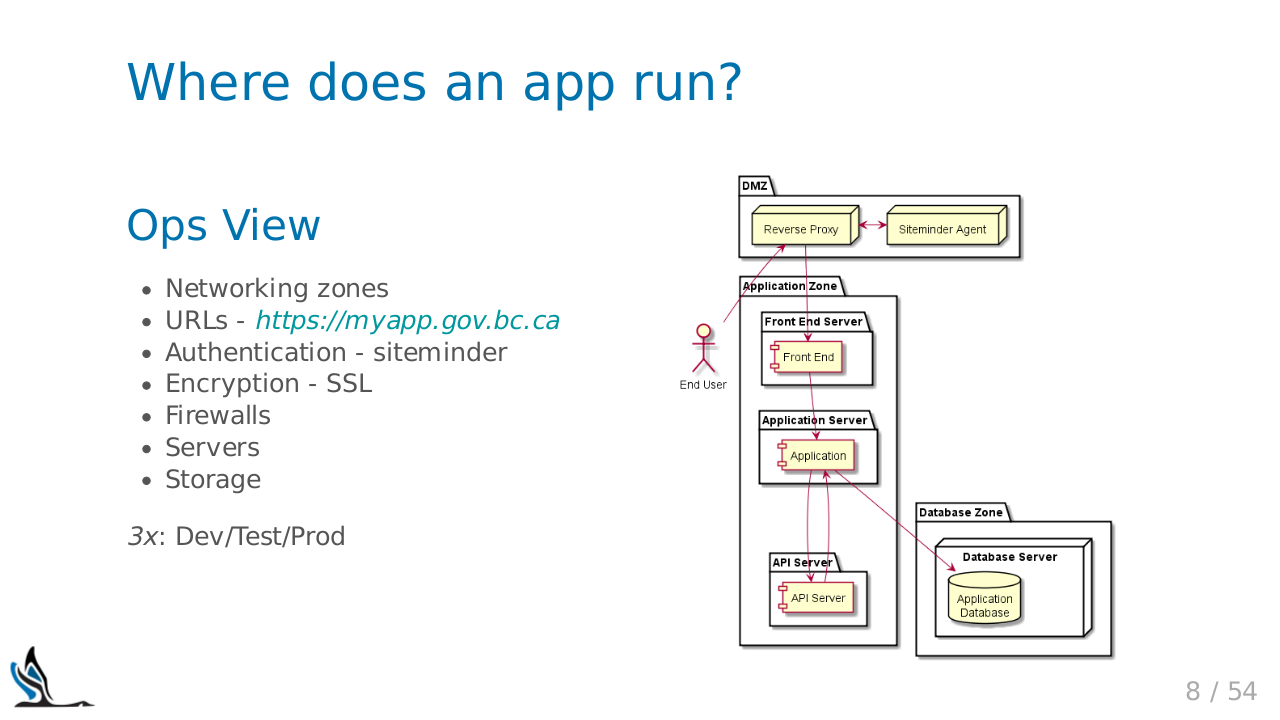 Where does an app run?
Ops View
Networking zones
URLs - https://myapp.gov.bc.ca
Authentication - siteminder
Encryption - SSL
Firewalls
Servers
Storage
3x: Dev/Test/Prod
DMZ
Reverse Proxy
Siteminder Agent
Application Zone
Front End Server
Front End
End User
Application Server
Application
API Server
API Server
Database Zone
Database Server
Application
Database
8 / 54